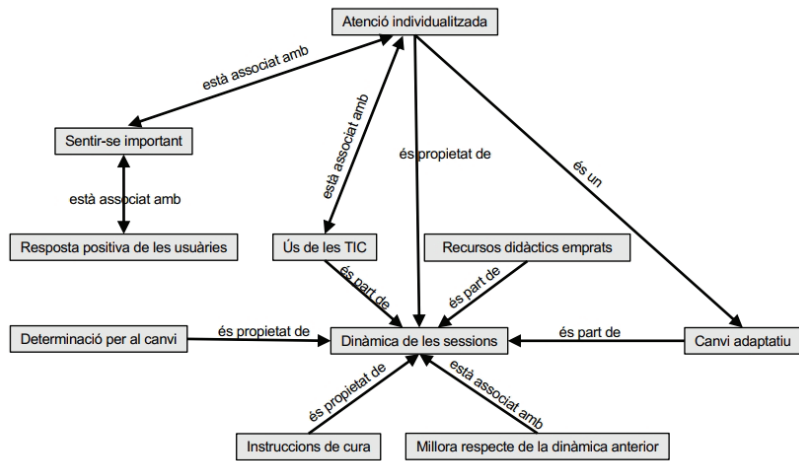 Atenció individualitzada
està associat amb
Sentir-se important
està associat amb
és propietat de
és un
està associat amb
Resposta positiva de les usuàries
Ús de les TIC
Recursos didàctics emprats
és part de
és part de
Determinació per al canvi
és propietat de
Dinàmica de les sessions
és part de
Canvi adaptatiu
és propietat de
està associat amb
Instruccions de cura
Millora respecte de la dinàmica anterior